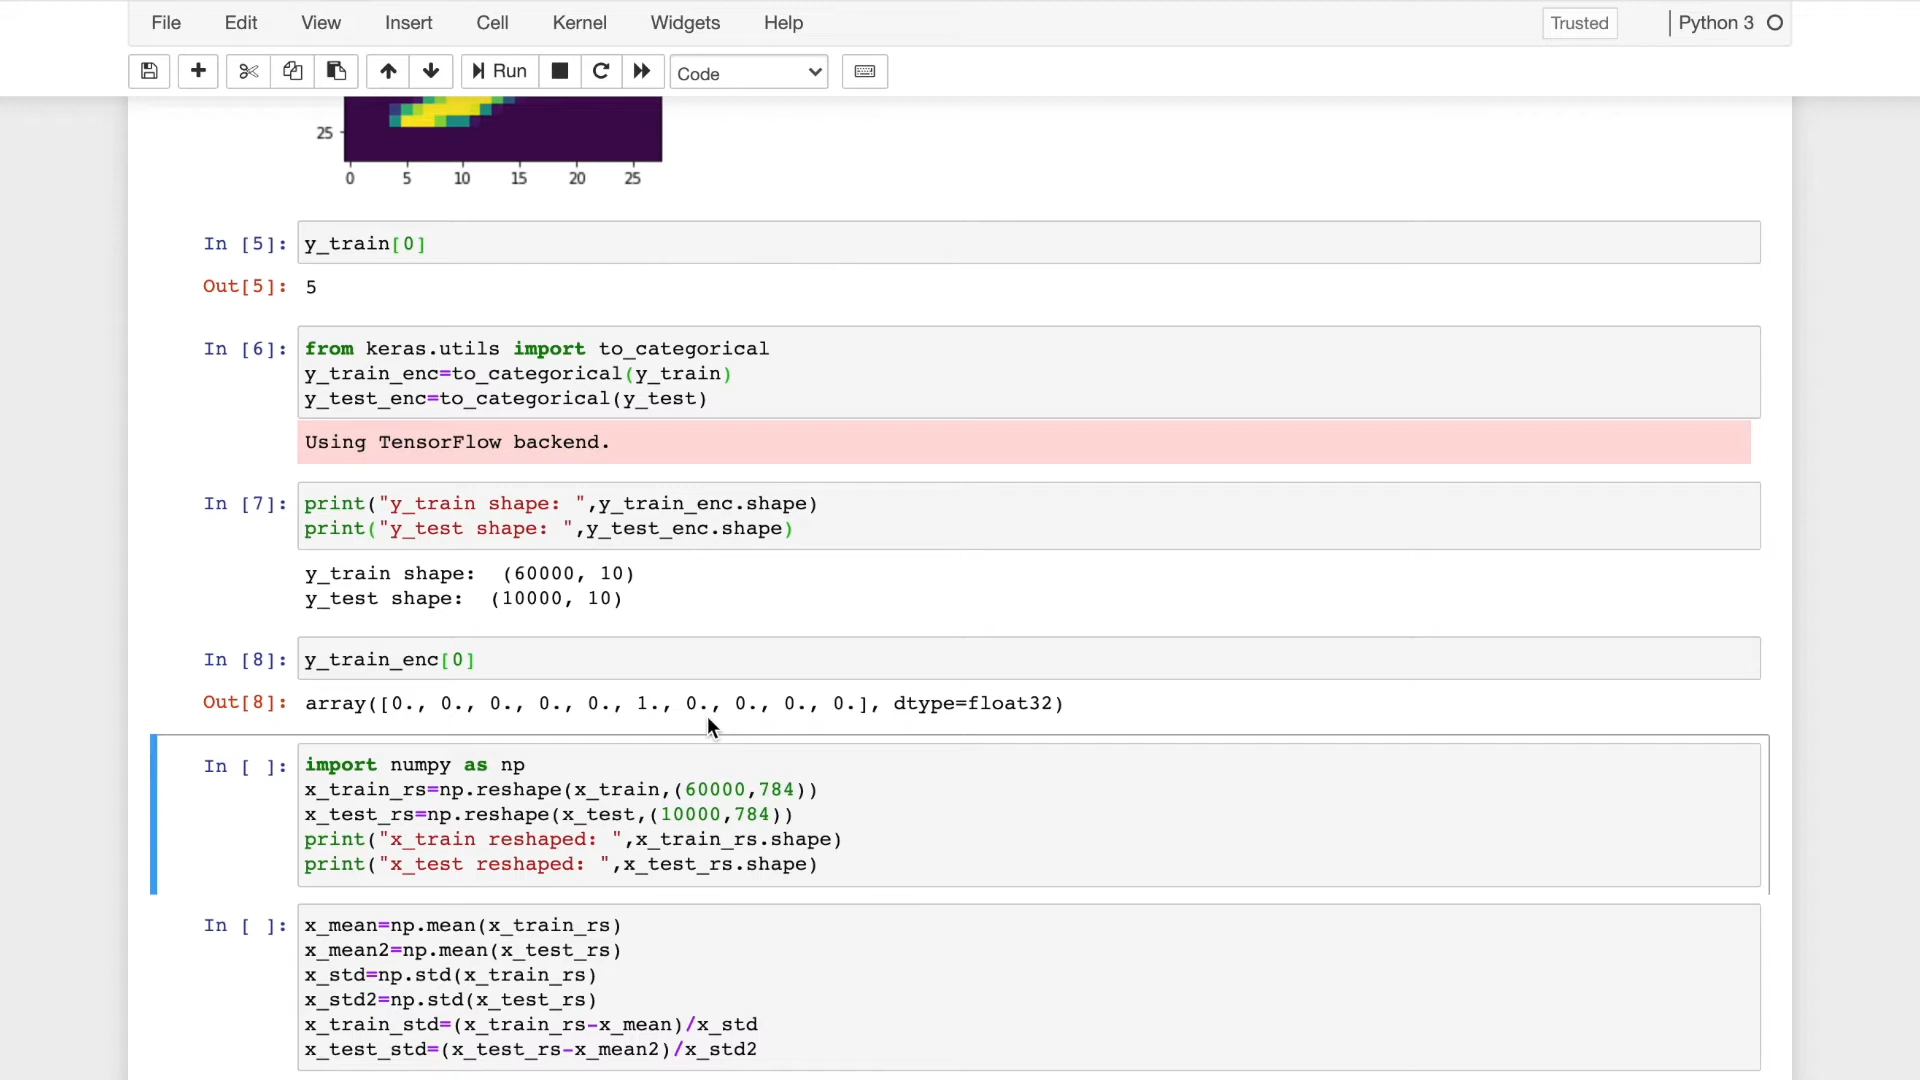 File Edit View Insert Cell Kernel Widgets Help Trusted Python 3
Run Code
25
0 5 10 15 20 25
In [5]: y_train[0]
Out[5]: 5
In [6]: from keras.utils import to_categorical
y_train_enc=to_categorical(y_train)
y_test_enc=to_categorical(y_test)
Using TensorFlow backend.
In [7]: print("y_train shape: ",y_train_enc.shape)
print("y_test shape: ",y_test_enc.shape)
y_train shape:  (60000, 10)
y_test shape:  (10000, 10)
In [8]: y_train_enc[0]
Out[8]: array([0., 0., 0., 0., 0., 1., 0., 0., 0., 0.], dtype=float32)
In [ ]: import numpy as np
x_train_rs=np.reshape(x_train,(60000,784))
x_test_rs=np.reshape(x_test,(10000,784))
print("x_train reshaped: ",x_train_rs.shape)
print("x_test reshaped: ",x_test_rs.shape)
In [ ]: x_mean=np.mean(x_train_rs)
x_mean2=np.mean(x_test_rs)
x_std=np.std(x_train_rs)
x_std2=np.std(x_test_rs)
x_train_std=(x_train_rs-x_mean)/x_std
x_test_std=(x_test_rs-x_mean2)/x_std2